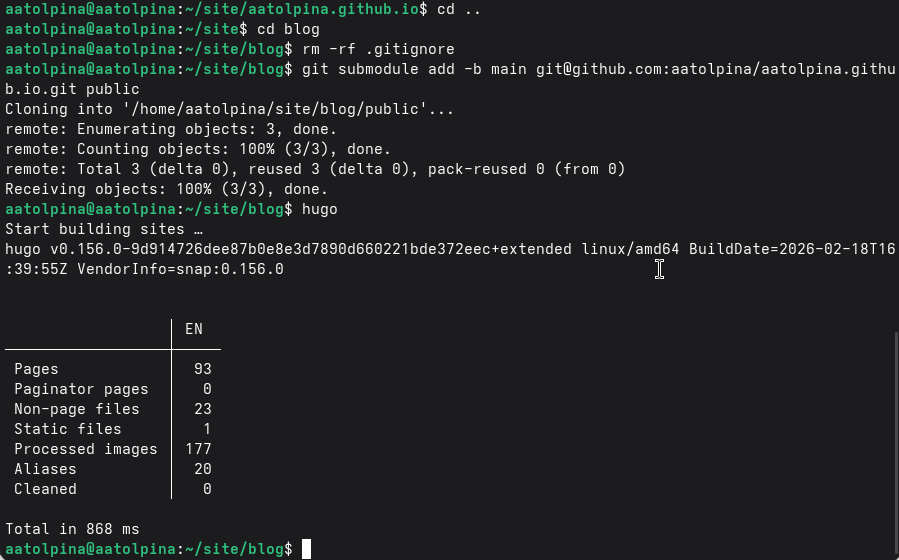 aatolpina@aatolpina:~/site/aatolpina.github.io$ cd ..
aatolpina@aatolpina:~/site$ cd blog
aatolpina@aatolpina:~/site/blog$ rm -rf .gitignore
aatolpina@aatolpina:~/site/blog$ git submodule add -b main git@github.com:aatolpina/aatolpina.githu
b.io.git public
Cloning into '/home/aatolpina/site/blog/public'...
remote: Enumerating objects: 3, done.
remote: Counting objects: 100% (3/3), done.
remote: Total 3 (delta 0), reused 3 (delta 0), pack-reused 0 (from 0)
Receiving objects: 100% (3/3), done.
aatolpina@aatolpina:~/site/blog$ hugo
Start building sites …
hugo v0.156.0-9d914726dee87b0e8e3d7890d660221bde372eec+extended linux/amd64 BuildDate=2026-02-18T16
:39:55Z VendorInfo=snap:0.156.0
EN
Pages 93
Paginator pages 0
Non-page files 23
Static files 1
Processed images 177
Aliases 20
Cleaned 0
Total in 868 ms
aatolpina@aatolpina:~/site/blog$